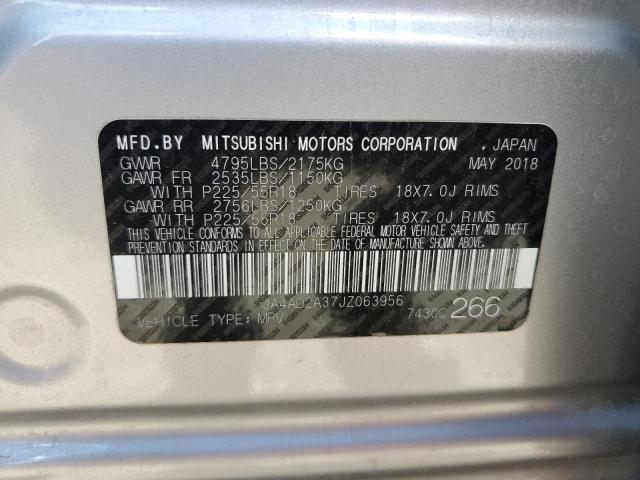 MFD.BY MITSUBISHI MOTORS CORPORATION , JAPAN
GVWR 4795LBS/2175KG MAY 2018
GAWR FR 2535LBS/1150KG
WITH P225/55R18 TIRES 18X7.0J RIMS
GAWR RR 2756LBS/1250KG
WITH P225/55R18 TIRES 18X7.0J RIMS
THIS VEHICLE CONFORMS TO ALL APPLICABLE FEDERAL MOTOR VEHICLE SAFETY AND THEFT
PREVENTION STANDARDS IN EFFECT ON THE DATE OF MANUFACTURE SHOWN ABOVE.
JA4AD2A37JZ063956
VEHICLE TYPE: MPV 7430C 266